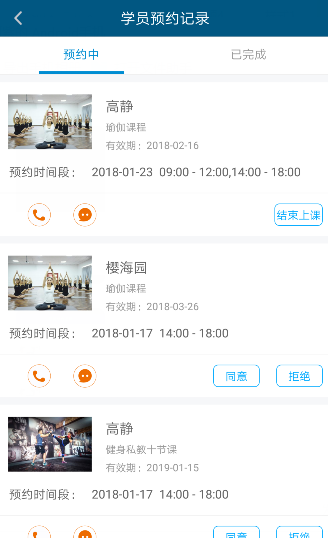 学员预约记录
预约中
已完成
高静
瑜伽课程
有效期：2018-02-16
预约时间段： 2018-01-23 09:00 - 12:00,14:00 - 18:00
结束上课
樱海园
瑜伽课程
有效期：2018-03-26
预约时间段： 2018-01-17 14:00 - 18:00
同意
拒绝
高静
健身私教十节课
有效期：2019-01-15
预约时间段： 2018-01-17 14:00 - 18:00
同意
拒绝